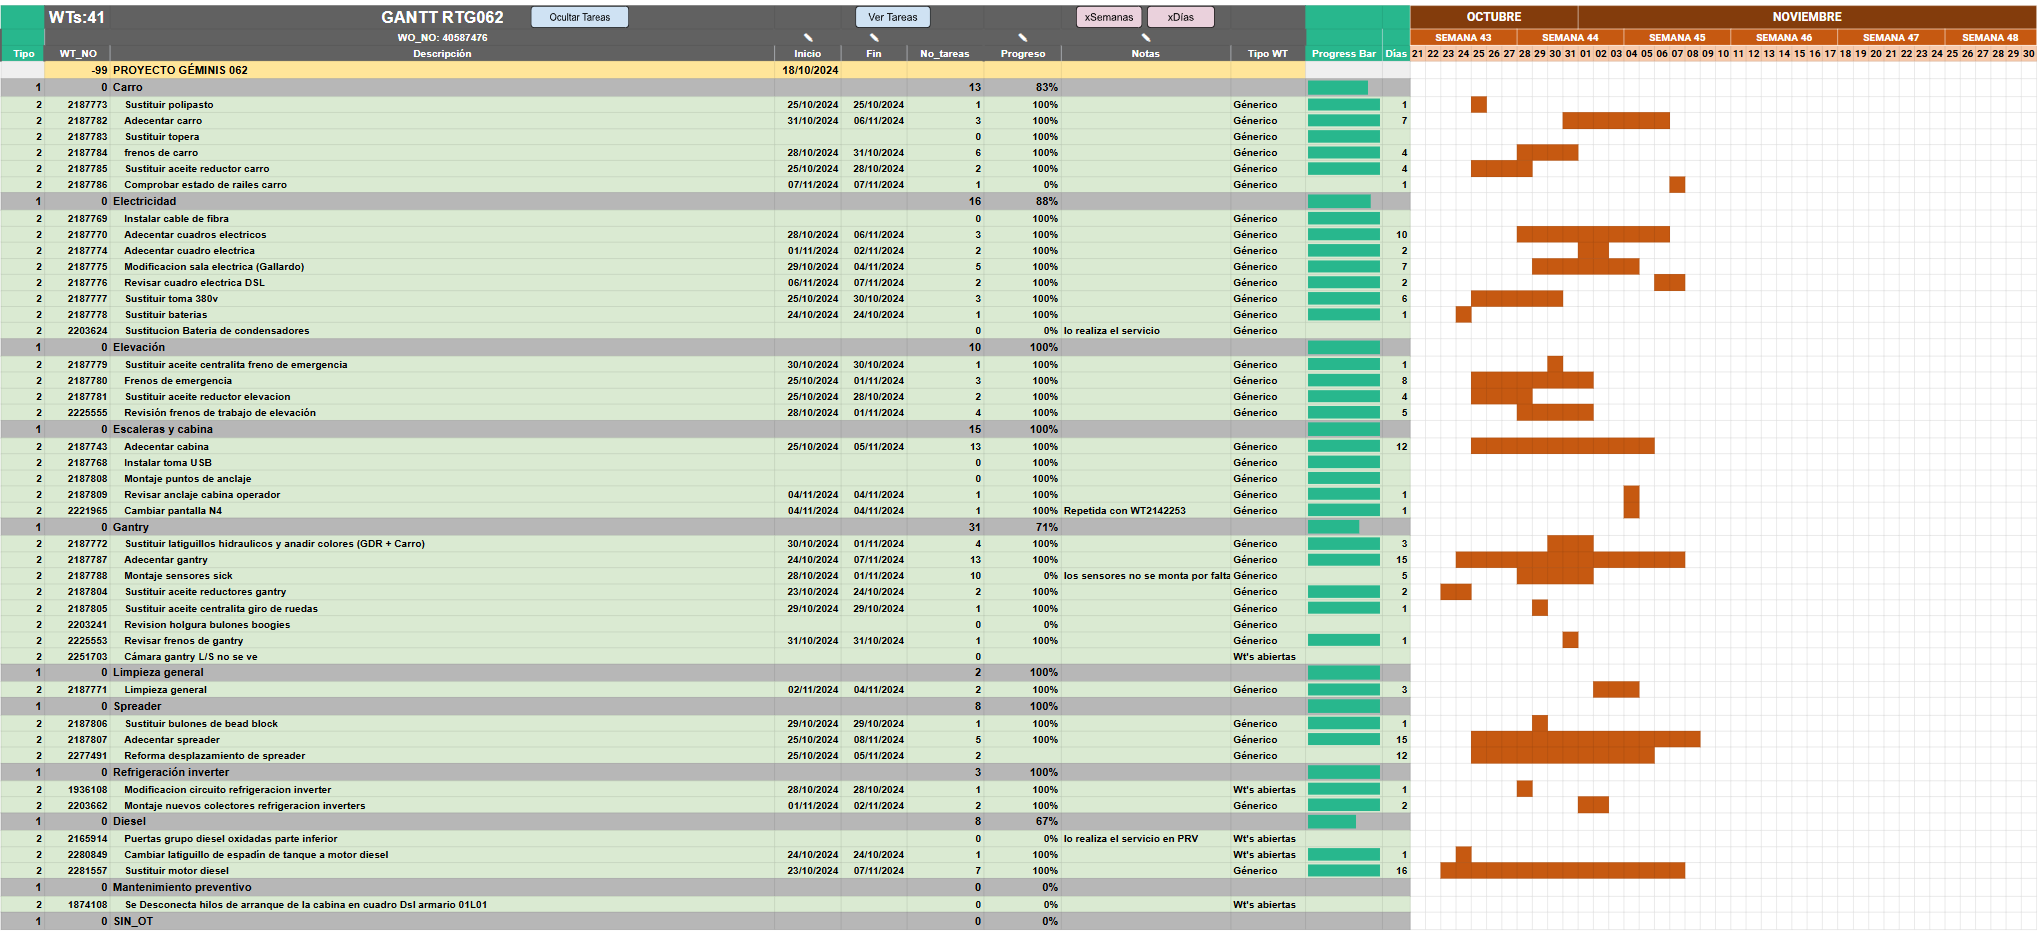 WTs:41 GANTT RTG062 Ocultar Tareas Ver Tareas xSemanas xDías OCTUBRE NOVIEMBRE
WO_NO: 40587476 SEMANA 43 SEMANA 44 SEMANA 45 SEMANA 46 SEMANA 47 SEMANA 48
Tipo WT_NO Descripción Inicio Fin No_tareas Progreso Notas Tipo WT Progress Bar Días 21 22 23 24 25 26 27 28 29 30 31 01 02 03 04 05 06 07 08 09 10 11 12 13 14 15 16 17 18 19 20 21 22 23 24 25 26 27 28 29 30
-99 PROYECTO GÉMINIS 062 18/10/2024
1 0 Carro 13 83%
2 2187773 Sustituir polipasto 25/10/2024 25/10/2024 1 100% Génerico 1
2 2187782 Adecentar carro 31/10/2024 06/11/2024 3 100% Génerico 7
2 2187783 Sustituir topera 0 100% Génerico
2 2187784 frenos de carro 28/10/2024 31/10/2024 6 100% Génerico 4
2 2187785 Sustituir aceite reductor carro 25/10/2024 28/10/2024 2 100% Génerico 4
2 2187786 Comprobar estado de railes carro 07/11/2024 07/11/2024 1 0% Génerico 1
1 0 Electricidad 16 88%
2 2187769 Instalar cable de fibra 0 100% Génerico
2 2187770 Adecentar cuadros electricos 28/10/2024 06/11/2024 3 100% Génerico 10
2 2187774 Adecentar cuadro electrica 01/11/2024 02/11/2024 2 100% Génerico 2
2 2187775 Modificacion sala electrica (Gallardo) 29/10/2024 04/11/2024 5 100% Génerico 7
2 2187776 Revisar cuadro electrica DSL 06/11/2024 07/11/2024 2 100% Génerico 2
2 2187777 Sustituir toma 380v 25/10/2024 30/10/2024 3 100% Génerico 6
2 2187778 Sustituir baterias 24/10/2024 24/10/2024 1 100% Génerico 1
2 2203624 Sustitucion Bateria de condensadores 0 0% lo realiza el servicio Génerico
1 0 Elevación 10 100%
2 2187779 Sustituir aceite centralita freno de emergencia 30/10/2024 30/10/2024 1 100% Génerico 1
2 2187780 Frenos de emergencia 25/10/2024 01/11/2024 3 100% Génerico 8
2 2187781 Sustituir aceite reductor elevacion 25/10/2024 28/10/2024 2 100% Génerico 4
2 2225555 Revisión frenos de trabajo de elevación 28/10/2024 01/11/2024 4 100% Génerico 5
1 0 Escaleras y cabina 15 100%
2 2187743 Adecentar cabina 25/10/2024 05/11/2024 13 100% Génerico 12
2 2187768 Instalar toma USB 0 100% Génerico
2 2187808 Montaje puntos de anclaje 0 100% Génerico
2 2187809 Revisar anclaje cabina operador 04/11/2024 04/11/2024 1 100% Génerico 1
2 2221965 Cambiar pantalla N4 04/11/2024 04/11/2024 1 100% Repetida con WT2142253 Génerico 1
1 0 Gantry 31 71%
2 2187772 Sustituir latiguillos hidraulicos y anadir colores (GDR + Carro) 30/10/2024 01/11/2024 4 100% Génerico 3
2 2187787 Adecentar gantry 24/10/2024 07/11/2024 13 100% Génerico 15
2 2187788 Montaje sensores sick 28/10/2024 01/11/2024 10 0% los sensores no se monta por falta Génerico 5
2 2187804 Sustituir aceite reductores gantry 23/10/2024 24/10/2024 2 100% Génerico 2
2 2187805 Sustituir aceite centralita giro de ruedas 29/10/2024 29/10/2024 1 100% Génerico 1
2 2203241 Revision holgura bulones boogies 0 0% Génerico
2 2225553 Revisar frenos de gantry 31/10/2024 31/10/2024 1 100% Génerico 1
2 2251703 Cámara gantry L/S no se ve 0 Wt's abiertas
1 0 Limpieza general 2 100%
2 2187771 Limpieza general 02/11/2024 04/11/2024 2 100% Génerico 3
1 0 Spreader 8 100%
2 2187806 Sustituir bulones de bead block 29/10/2024 29/10/2024 1 100% Génerico 1
2 2187807 Adecentar spreader 25/10/2024 08/11/2024 5 100% Génerico 15
2 2277491 Reforma desplazamiento de spreader 25/10/2024 05/11/2024 2 Génerico 12
1 0 Refrigeración inverter 3 100%
2 1936108 Modificacion circuito refrigeracion inverter 28/10/2024 28/10/2024 1 100% Wt's abiertas 1
2 2203662 Montaje nuevos colectores refrigeracion inverters 01/11/2024 02/11/2024 2 100% Génerico 2
1 0 Diesel 8 67%
2 2165914 Puertas grupo diesel oxidadas parte inferior 0 0% lo realiza el servicio en PRV Wt's abiertas
2 2280849 Cambiar latiguillo de espadín de tanque a motor diesel 24/10/2024 24/10/2024 1 100% Wt's abiertas 1
2 2281557 Sustituir motor diesel 23/10/2024 07/11/2024 7 100% Génerico 16
1 0 Mantenimiento preventivo 0 0%
2 1874108 Se Desconecta hilos de arranque de la cabina en cuadro Dsl armario 01L01 0 0% Wt's abiertas
1 0 SIN_OT 0 0%